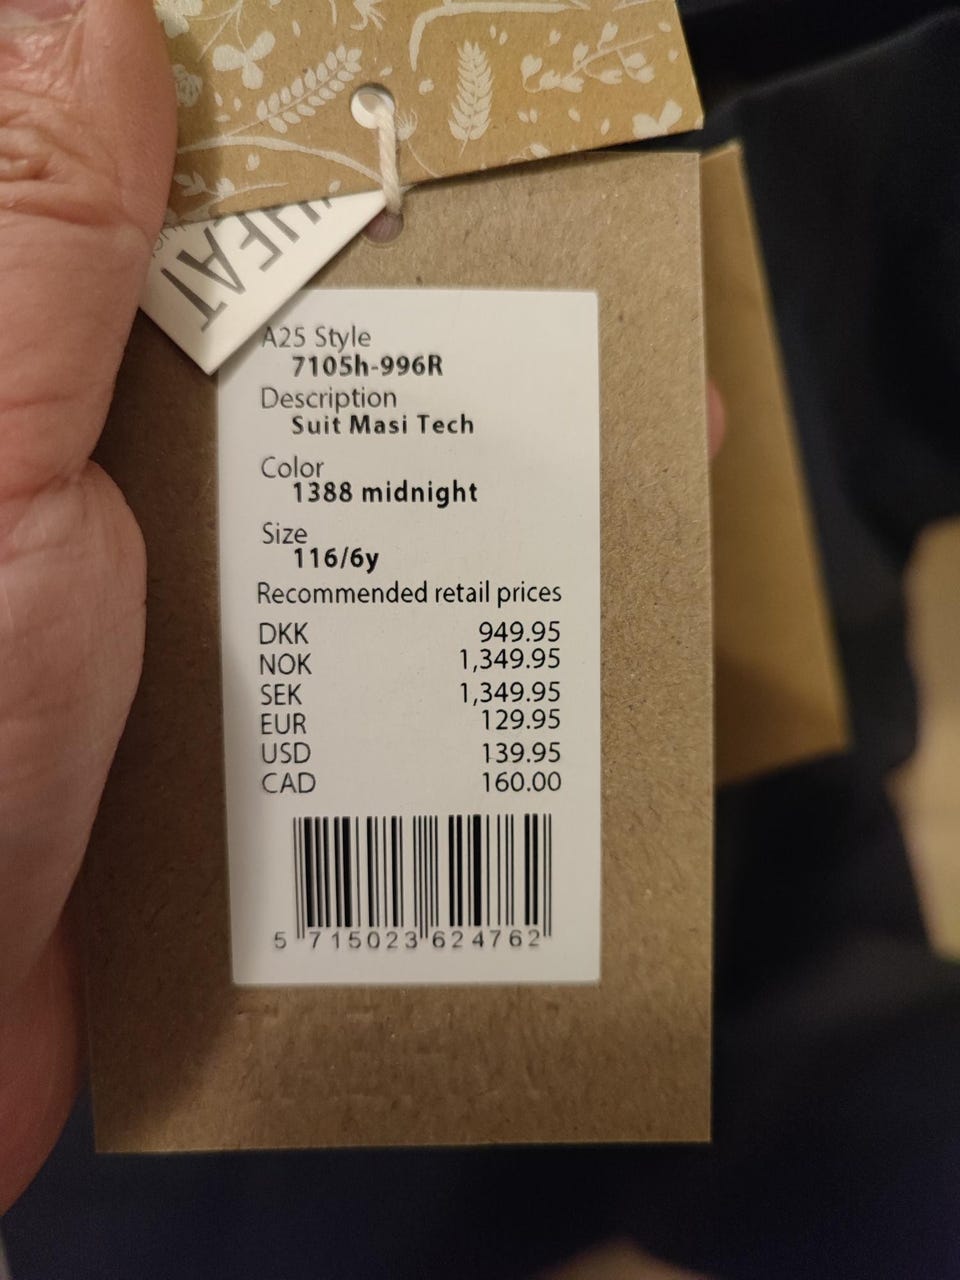 HEAT
A25 Style
7105h-996R
Description
Suit Masi Tech
Color
1388 midnight
Size
116/6y
Recommended retail prices
DKK 949.95
NOK 1,349.95
SEK 1,349.95
EUR 129.95
USD 139.95
CAD 160.00
5 715023 624762